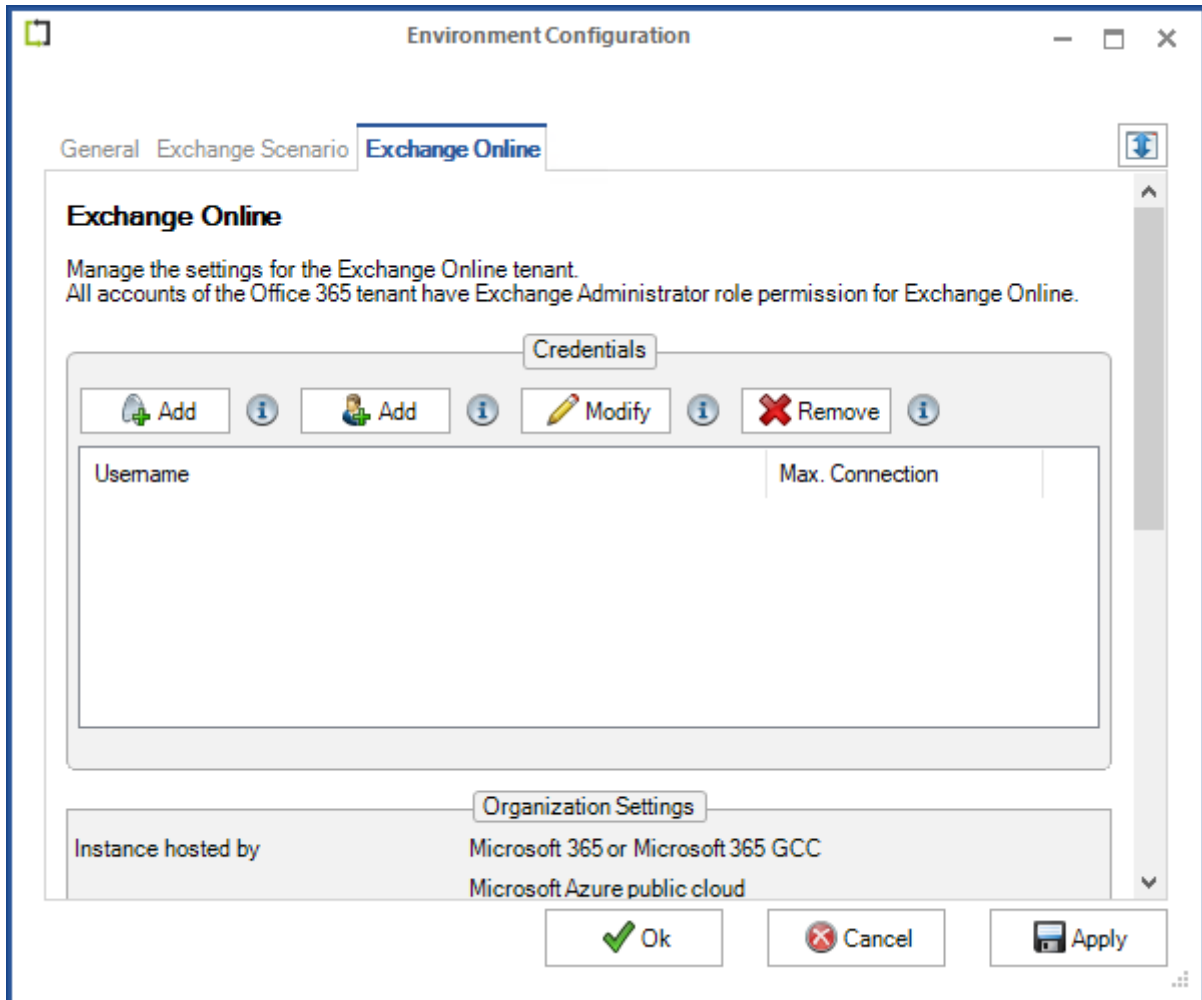 Environment Configuration
General Exchange Scenario Exchange Online
Exchange Online
Manage the settings for the Exchange Online tenant.
All accounts of the Office 365 tenant have Exchange Administrator role permission for Exchange Online.
Credentials
Add Add Modify Remove
Username Max. Connection
Organization Settings
Instance hosted by Microsoft 365 or Microsoft 365 GCC
Microsoft Azure public cloud
Ok Cancel Apply